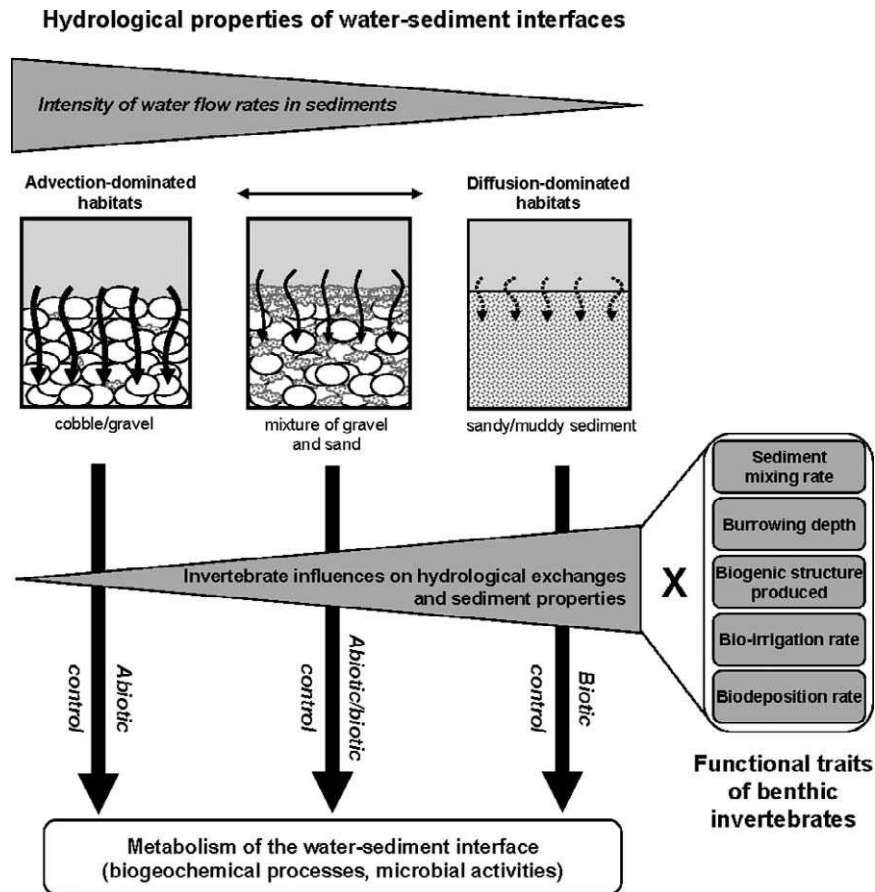 Hydrological properties of water-sediment interfaces
Intensity of water flow rates in sediments
Advection-dominated
habitats
Diffusion-dominated
habitats
cobble/gravel
mixture of gravel
and sand
sandy/muddy sediment
Sediment
mixing rate
Burrowing depth
Biogenic structure
produced
Bio-irrigation rate
Biodeposition rate
X
Invertebrate influences on hydrological exchanges
and sediment properties
Abiotic
control
Abiotic/biotic
control
Biotic
control
Functional traits
of benthic
invertebrates
Metabolism of the water-sediment interface
(biogeochemical processes, microbial activities)